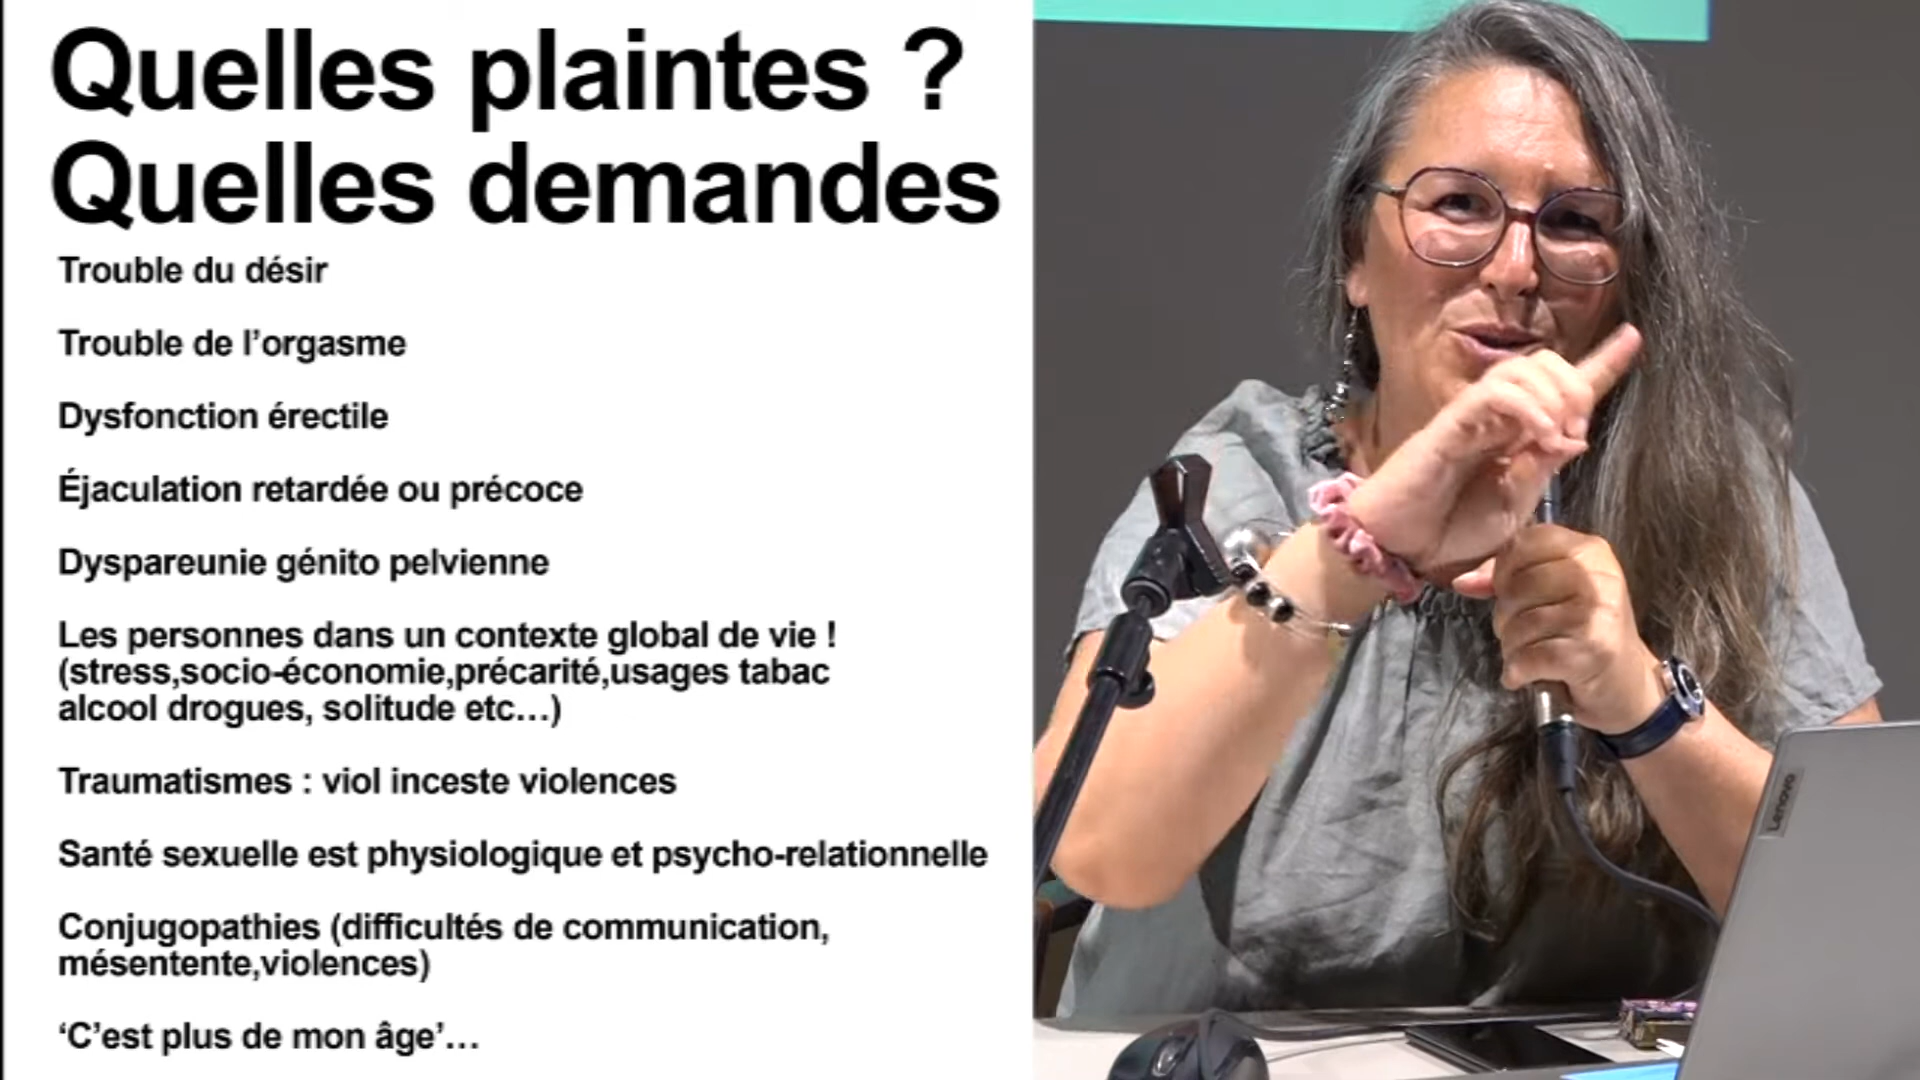 Quelles plaintes ?
Quelles demandes
Trouble du désir
Trouble de l’orgasme
Dysfonction érectile
Éjaculation retardée ou précoce
Dyspareunie génito pelvienne
Les personnes dans un contexte global de vie !
(stress,socio-économie,précarité,usages tabac
alcool drogues, solitude etc…)
Traumatismes : viol inceste violences
Santé sexuelle est physiologique et psycho-relationnelle
Conjugopathies (difficultés de communication,
mésentente,violences)
‘C’est plus de mon âge’…
Lenovo